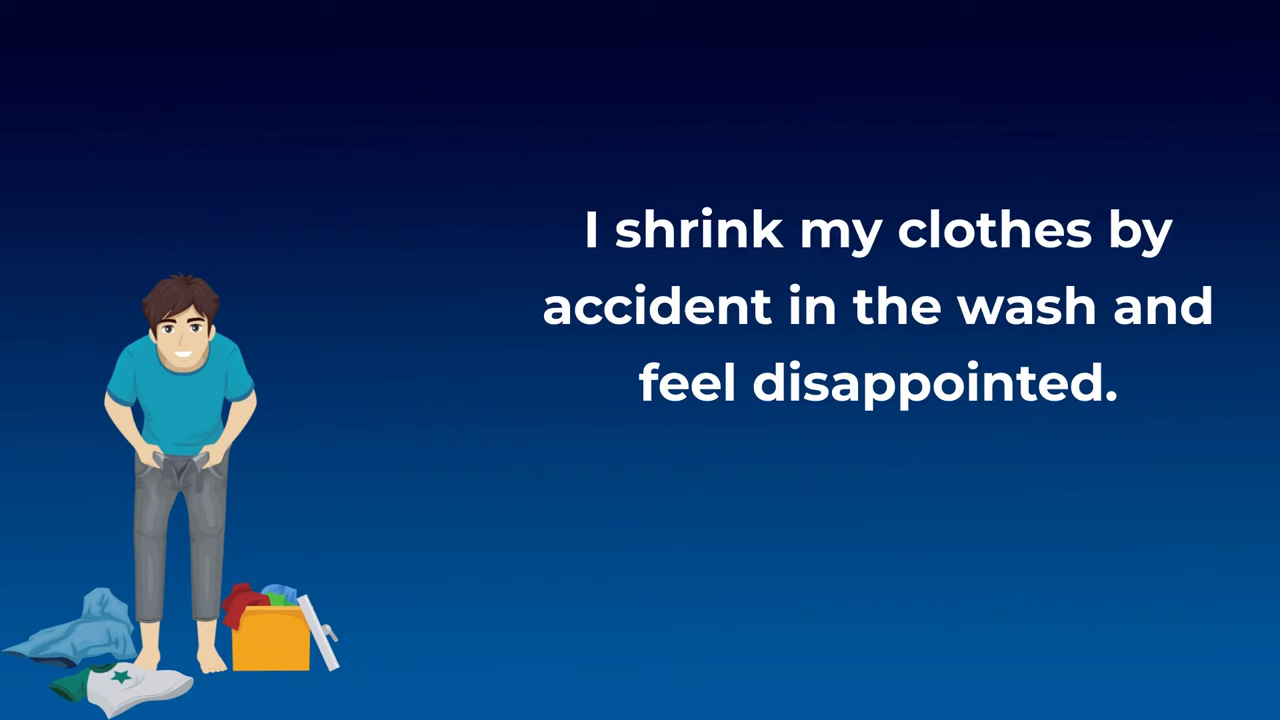 I shrink my clothes by
accident in the wash and
feel disappointed.